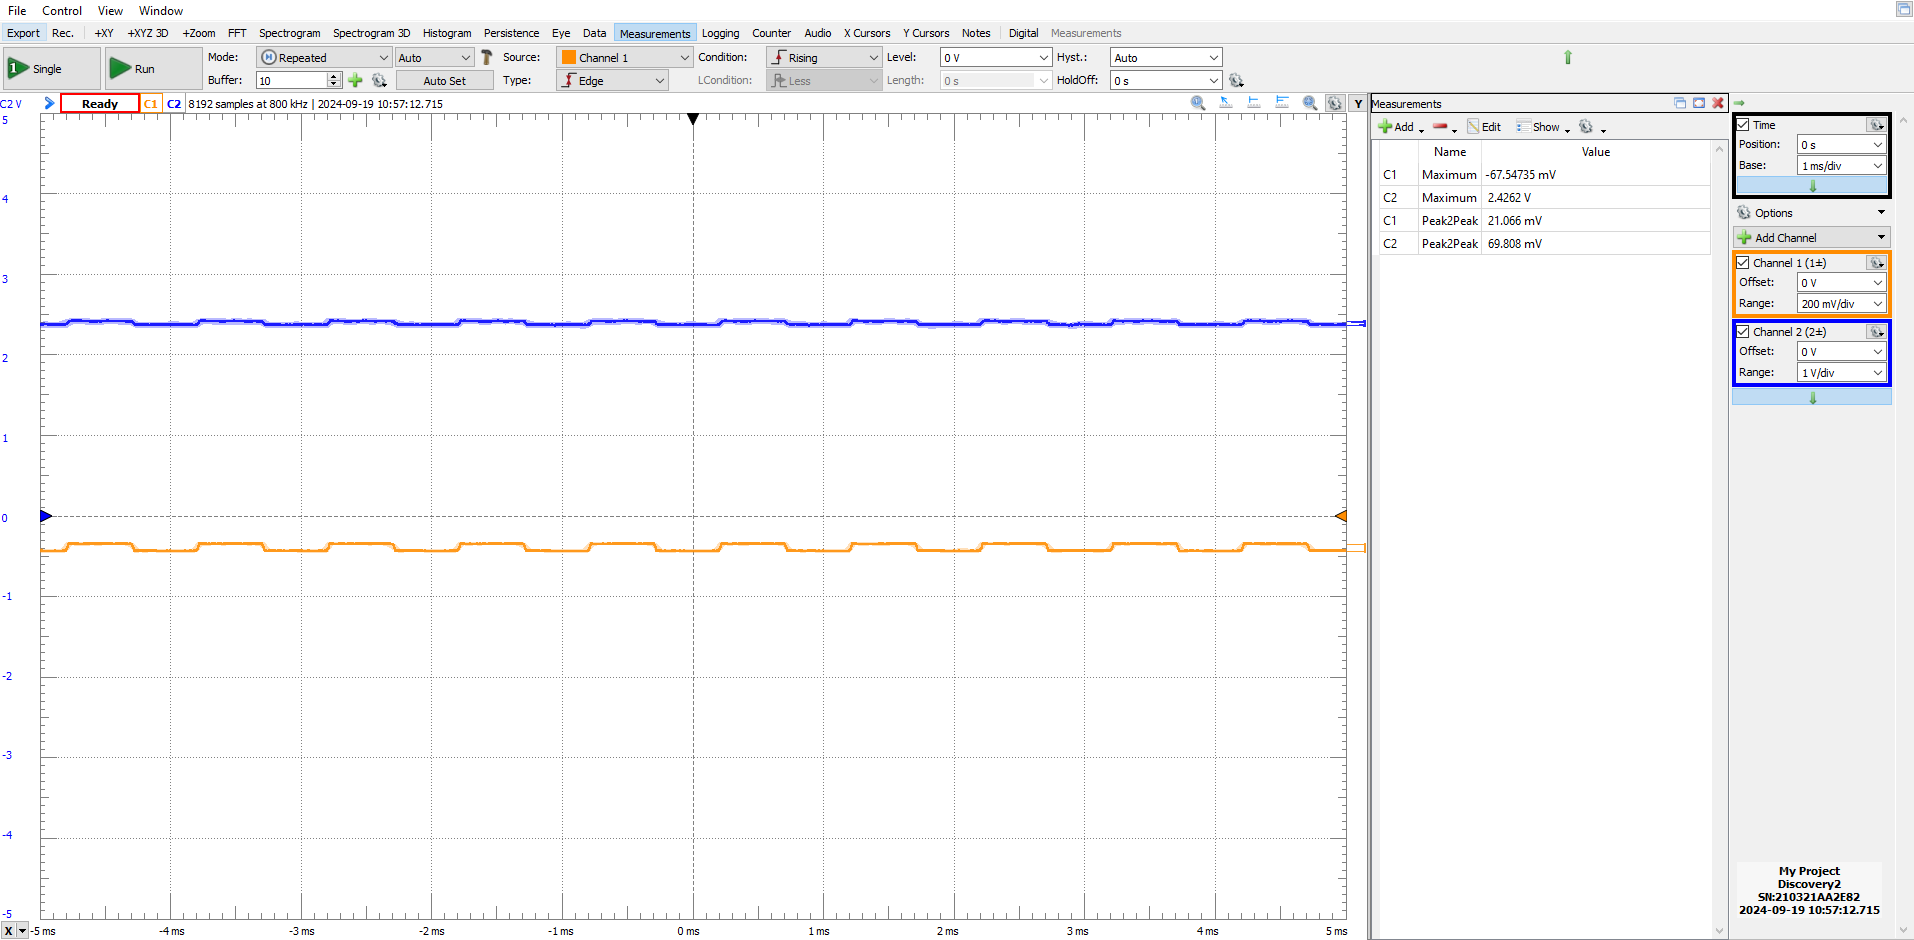 File Control View Window
Export Rec. +XY +XYZ 3D +Zoom FFT Spectrogram Spectrogram 3D Histogram Persistence Eye Data Measurements Logging Counter Audio X Cursors Y Cursors Notes Digital Measurements
1 Single Run Mode: Repeated Auto Source: Channel 1 Condition: Rising Level: 0 V Hyst.: Auto
Buffer: 10 Auto Set Type: Edge LCondition: Less Length: 0 s HoldOff: 0 s
C2 V Ready C1 C2 8192 samples at 800 kHz | 2024-09-19 10:57:12.715 Y
5
4
3
2
1
0
-1
-2
-3
-4
-5
X -5 ms -4 ms -3 ms -2 ms -1 ms 0 ms 1 ms 2 ms 3 ms 4 ms 5 ms
Measurements
Add Edit Show
Name Value
C1 Maximum -67.54735 mV
C2 Maximum 2.4262 V
C1 Peak2Peak 21.066 mV
C2 Peak2Peak 69.808 mV
Time
Position: 0 s
Base: 1 ms/div
Options
Add Channel
Channel 1 (1±)
Offset: 0 V
Range: 200 mV/div
Channel 2 (2±)
Offset: 0 V
Range: 1 V/div
My Project
Discovery2
SN:210321AA2E82
2024-09-19 10:57:12.715